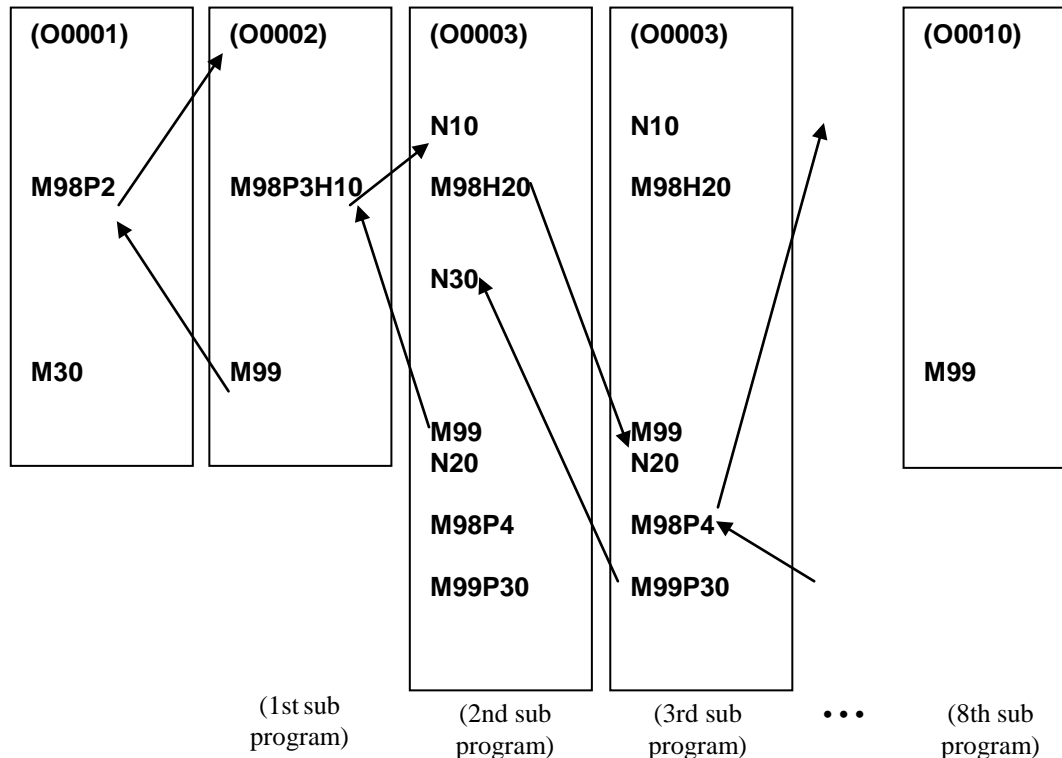 (O0001)
M98P2
M30
(O0002)
M98P3H10
M99
(1st sub
program)
(O0003)
N10
M98H20
N30
M99
N20
M98P4
M99P30
(2nd sub
program)
(O0003)
N10
M98H20
M99
N20
M98P4
M99P30
(3rd sub
program)
•••
(O0010)
M99
(8th sub
program)